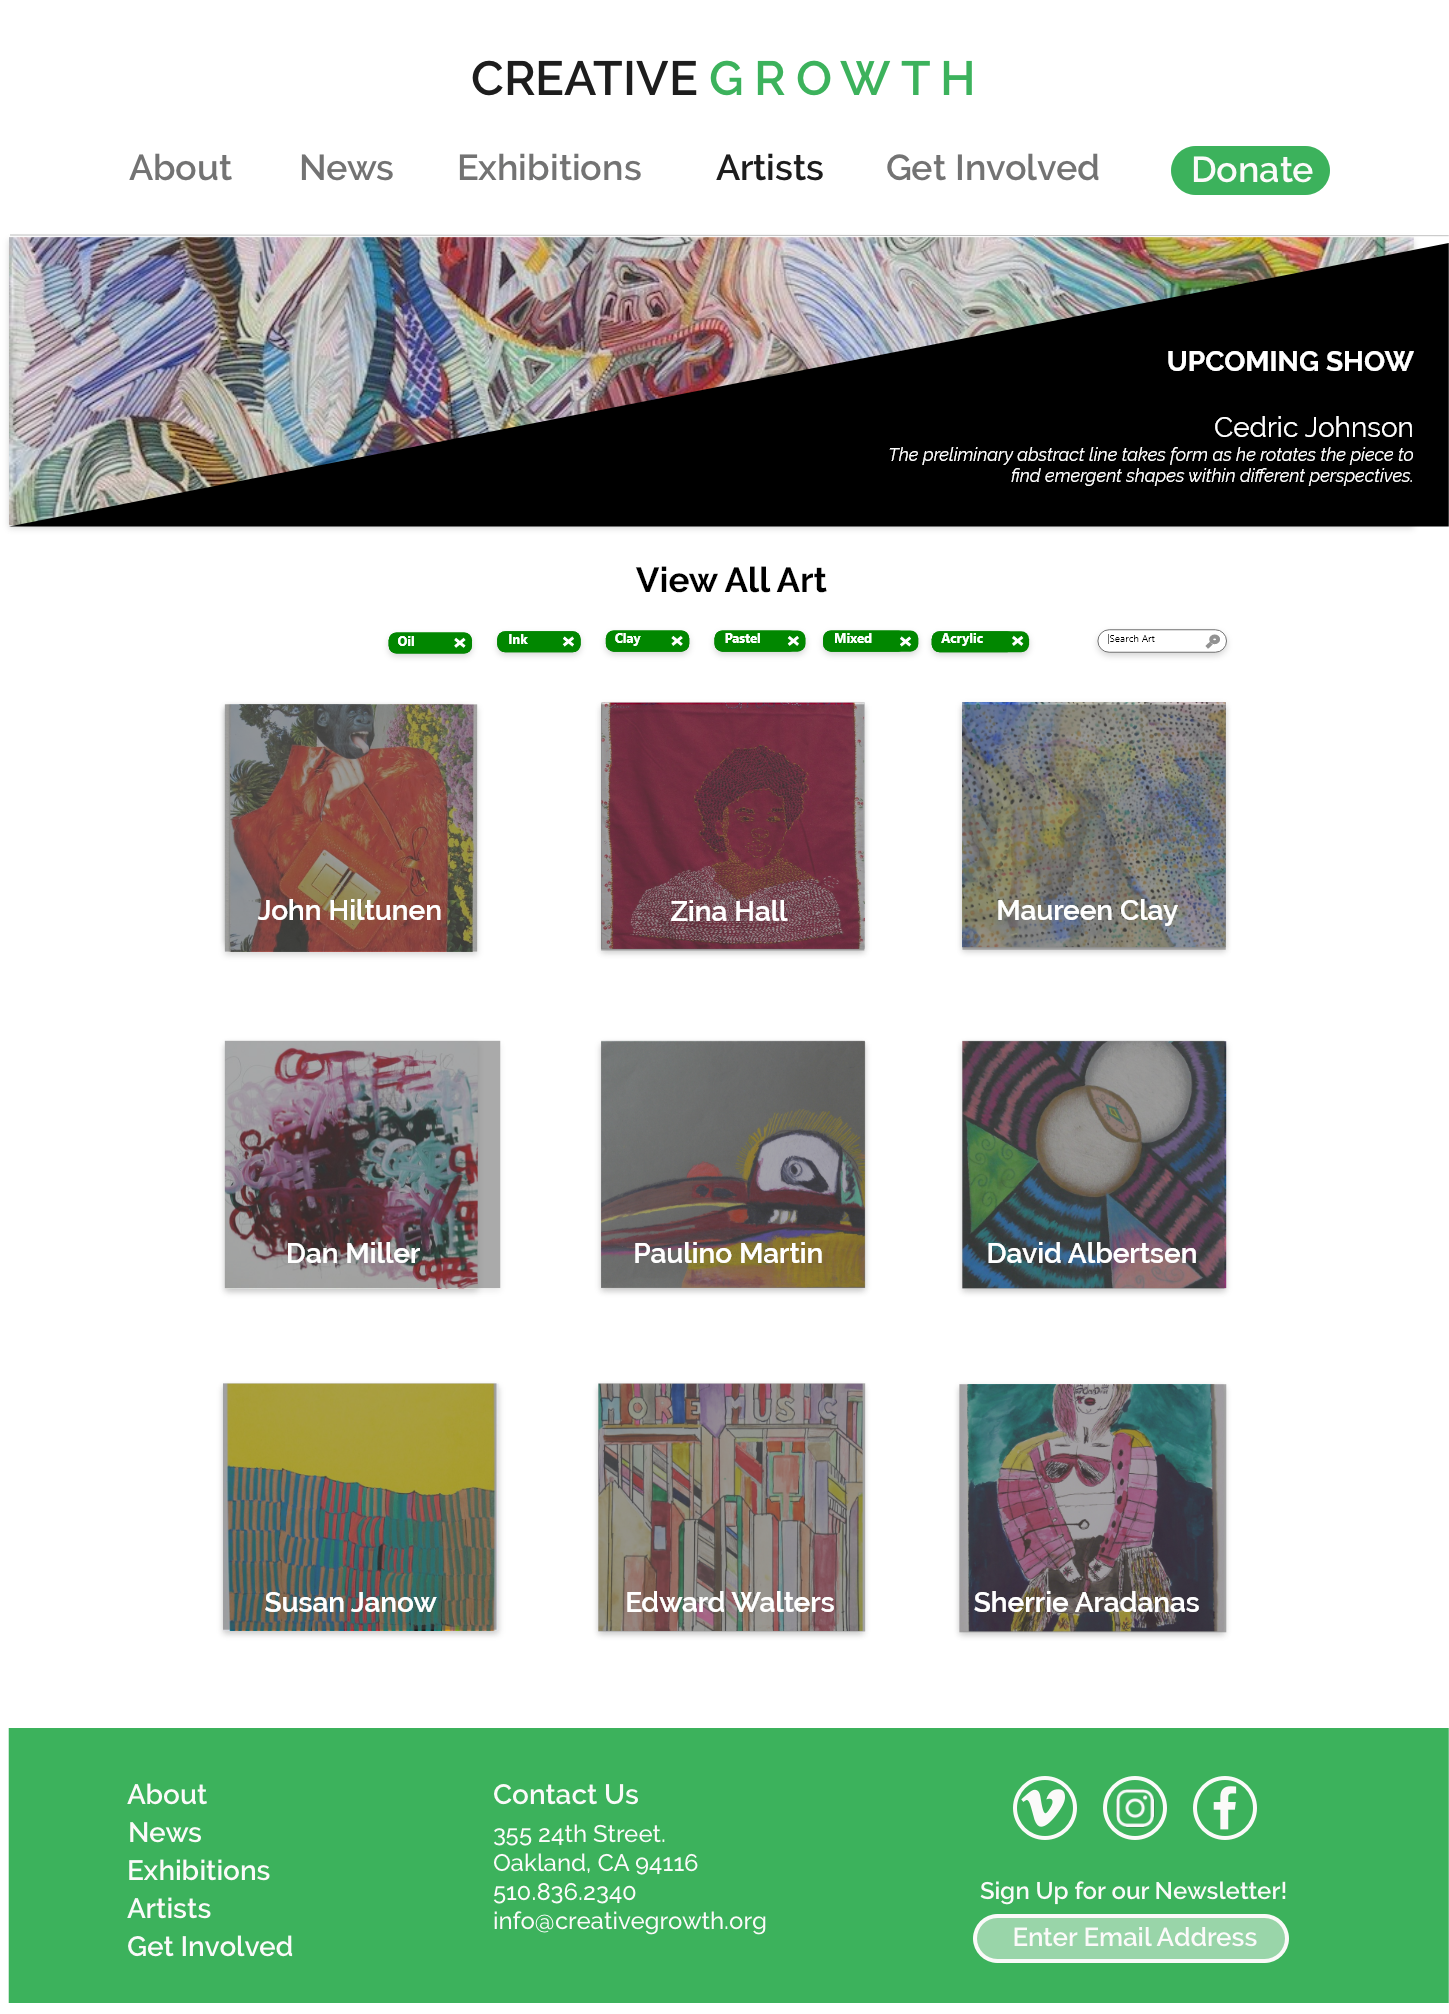 CREATIVE GROWTH
About News Exhibitions Artists Get Involved Donate
UPCOMING SHOW
Cedric Johnson
The preliminary abstract line takes form as he rotates the piece to
find emergent shapes within different perspectives.
View All Art
Oil Ink Clay Pastel Mixed Acrylic Search Art
John Hiltunen Zina Hall Maureen Clay
Dan Miller Paulino Martin David Albertsen
MORE MUSIC
Susan Janow Edward Walters Sherrie Aradanas
About
News
Exhibitions
Artists
Get Involved
Contact Us
355 24th Street.
Oakland, CA 94116
510.836.2340
info@creativegrowth.org
Sign Up for our Newsletter!
Enter Email Address